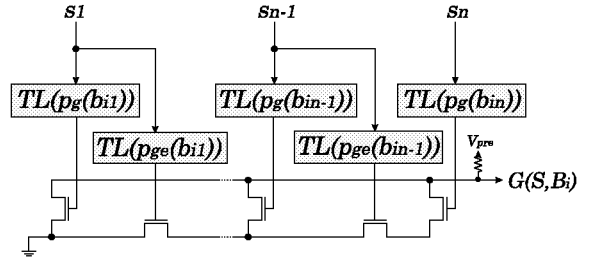 s1 sn-1 sn
TL(pg(bi1)) TL(pg(bin-1)) TL(pg(bin))
TL(pge(bi1)) TL(pge(bin-1)) Vpre
G(S,Bi)